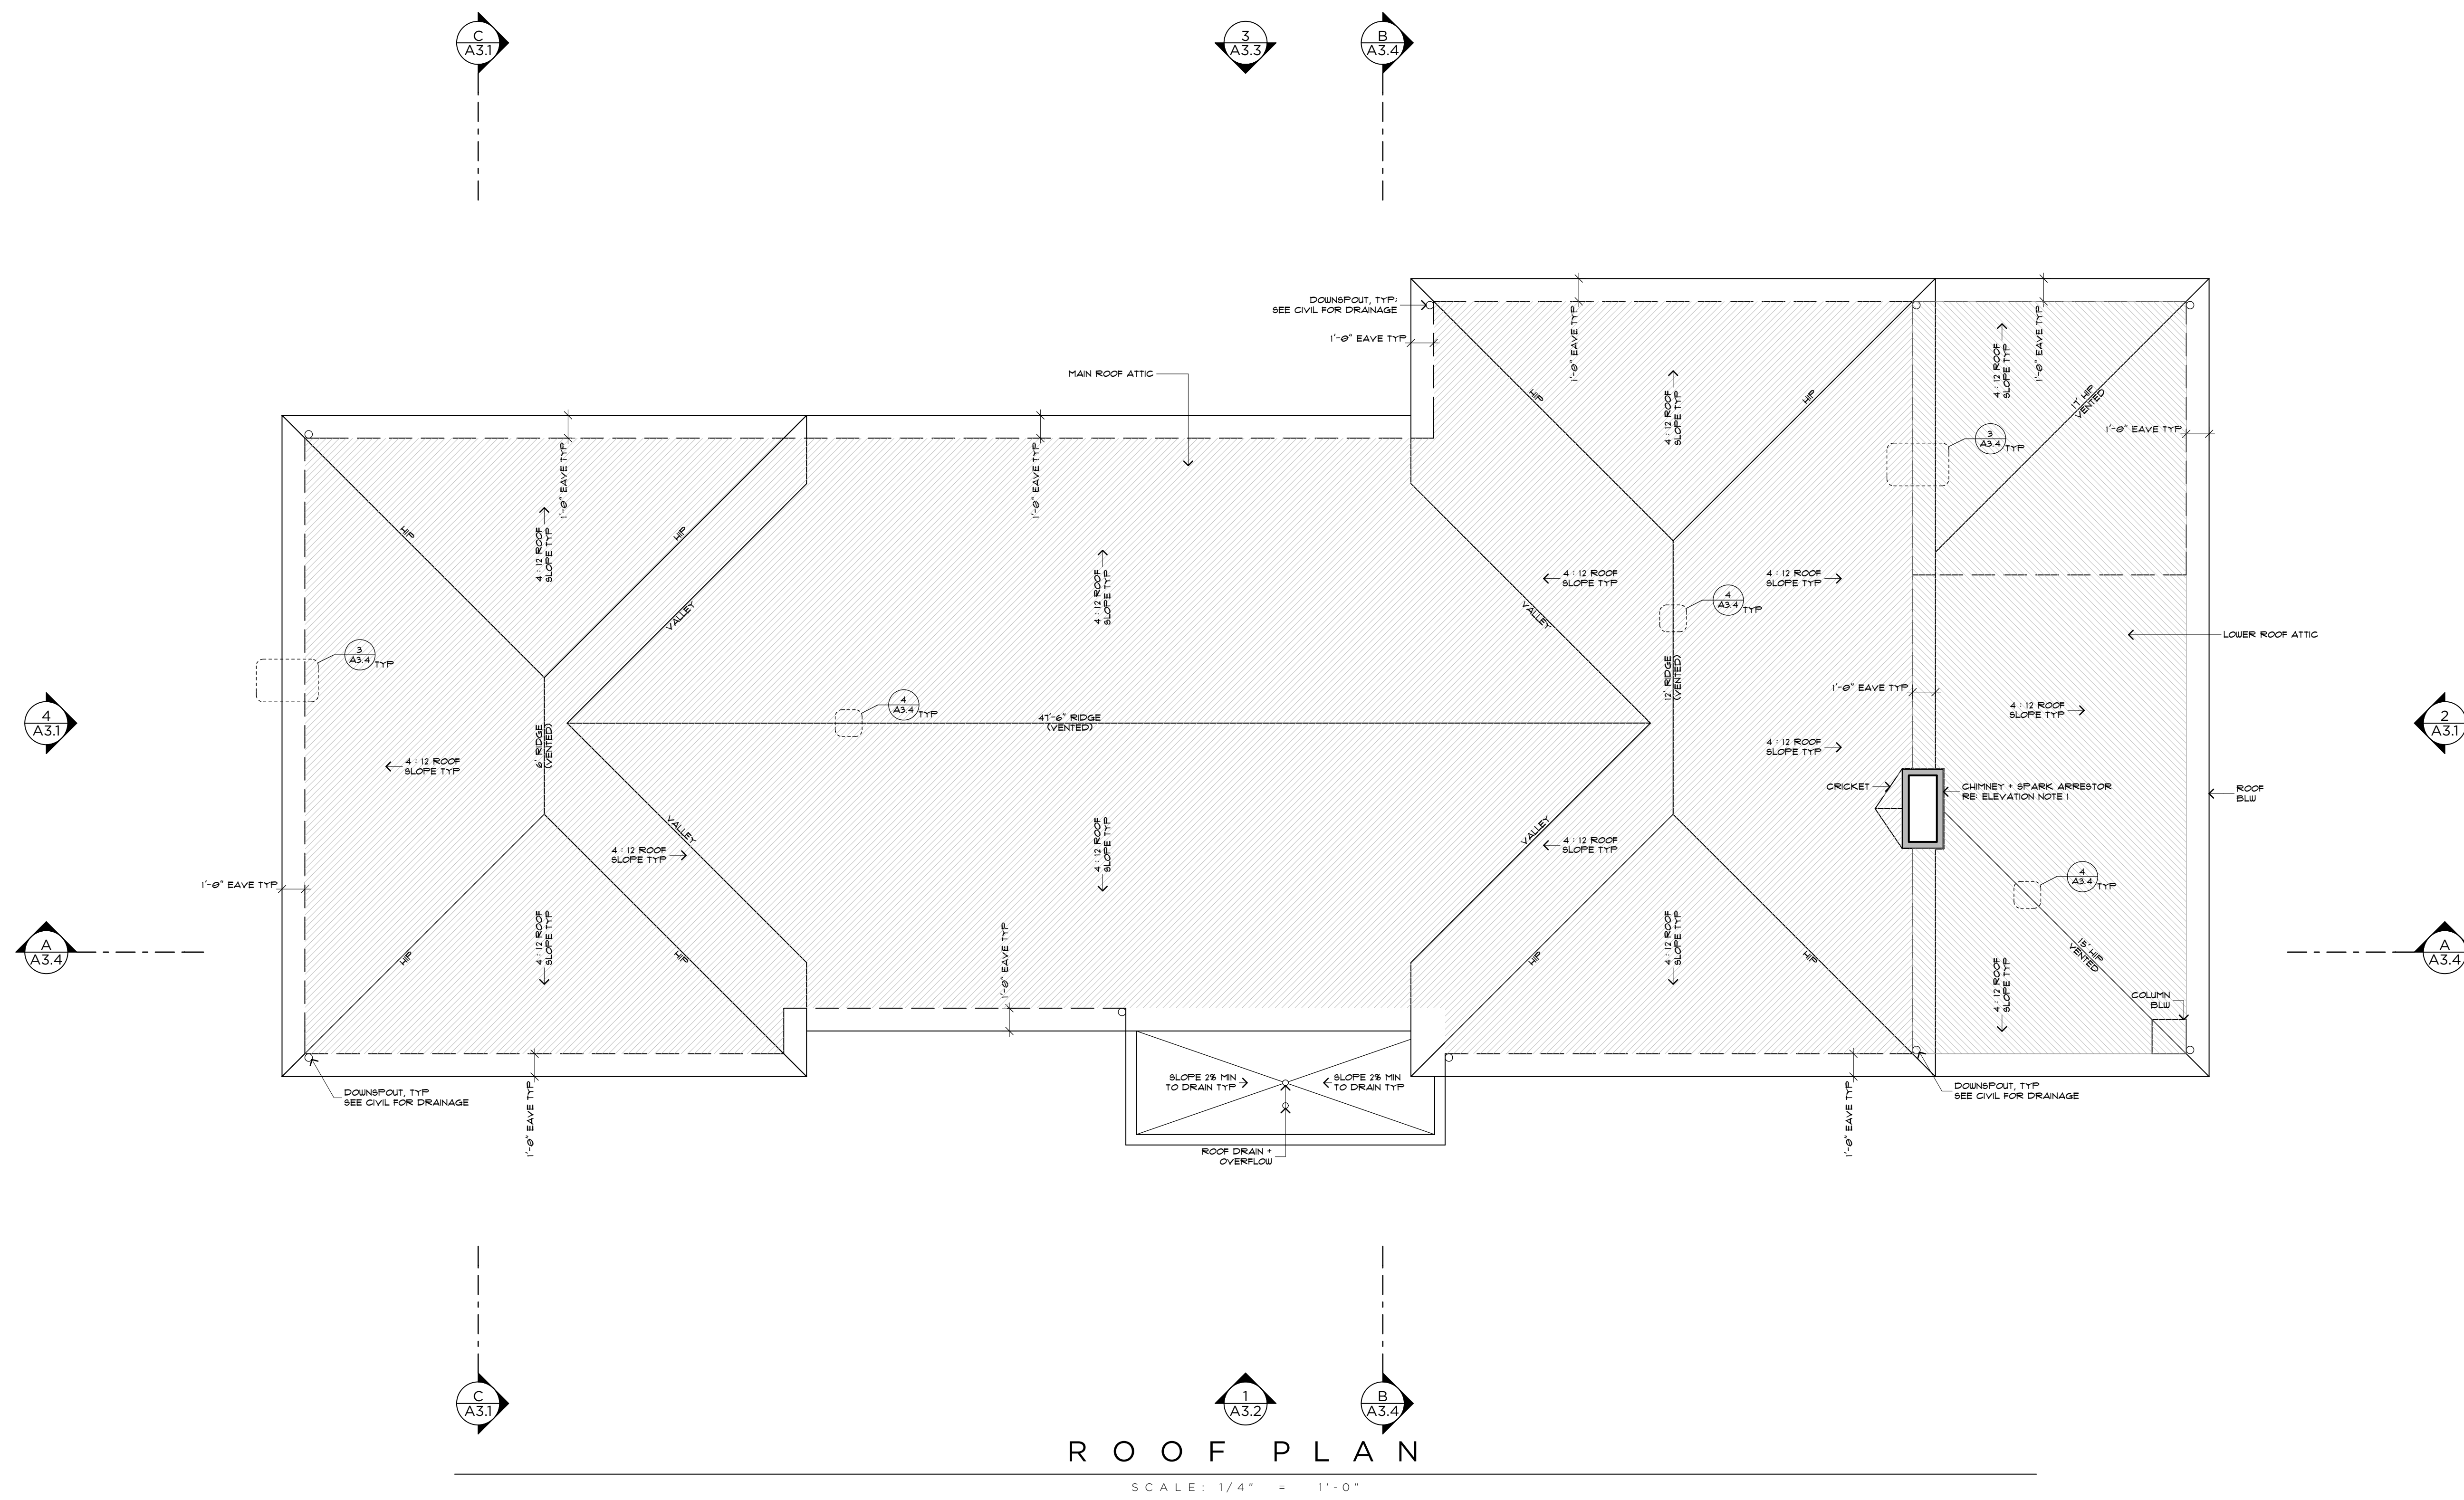 C
A3.1
3
A3.3
B
A3.4
DOWNSPOUT, TYP:
SEE CIVIL FOR DRAINAGE
1'-0" EAVE TYP
1'-0" EAVE TYP
1'-0" EAVE TYP
4 : 12 ROOF
SLOPE TYP
4 : 12 ROOF
SLOPE TYP
MAIN ROOF ATTIC
HIP
HIP
17' HIP
VENTED
1'-0" EAVE TYP
3
A3.4
TYP
1'-0" EAVE TYP
1'-0" EAVE TYP
HIP
HIP
4 : 12 ROOF
SLOPE TYP
4 : 12 ROOF
SLOPE TYP
4 : 12 ROOF
SLOPE TYP
4 : 12 ROOF
SLOPE TYP
4
A3.4
TYP
VALLEY
VALLEY
LOWER ROOF ATTIC
3
A3.4
TYP
12' RIDGE
(VENTED)
1'-0" EAVE TYP
4
A3.1
4
A3.4
TYP
47'-6" RIDGE
(VENTED)
6' RIDGE
(VENTED)
4 : 12 ROOF
SLOPE TYP
2
A3.1
4 : 12 ROOF
SLOPE TYP
4 : 12 ROOF
SLOPE TYP
CRICKET
CHIMNEY + SPARK ARRESTOR
RE: ELEVATION NOTE 1
ROOF
BLW
VALLEY
VALLEY
4 : 12 ROOF
SLOPE TYP
4 : 12 ROOF
SLOPE TYP
4 : 12 ROOF
SLOPE TYP
1'-0" EAVE TYP
4
A3.4
TYP
A
A3.4
HIP
4 : 12 ROOF
SLOPE TYP
HIP
1'-0" EAVE TYP
HIP
4 : 12 ROOF
SLOPE TYP
HIP
4 : 12 ROOF
SLOPE TYP
15' HIP
VENTED
COLUMN
BLW
A
A3.4
DOWNSPOUT, TYP
SEE CIVIL FOR DRAINAGE
1'-0" EAVE TYP
SLOPE 2% MIN
TO DRAIN TYP
SLOPE 2% MIN
TO DRAIN TYP
ROOF DRAIN +
OVERFLOW
1'-0" EAVE TYP
DOWNSPOUT, TYP
SEE CIVIL FOR DRAINAGE
C
A3.1
1
A3.2
B
A3.4
ROOF PLAN
SCALE: 1/4" = 1'-0"